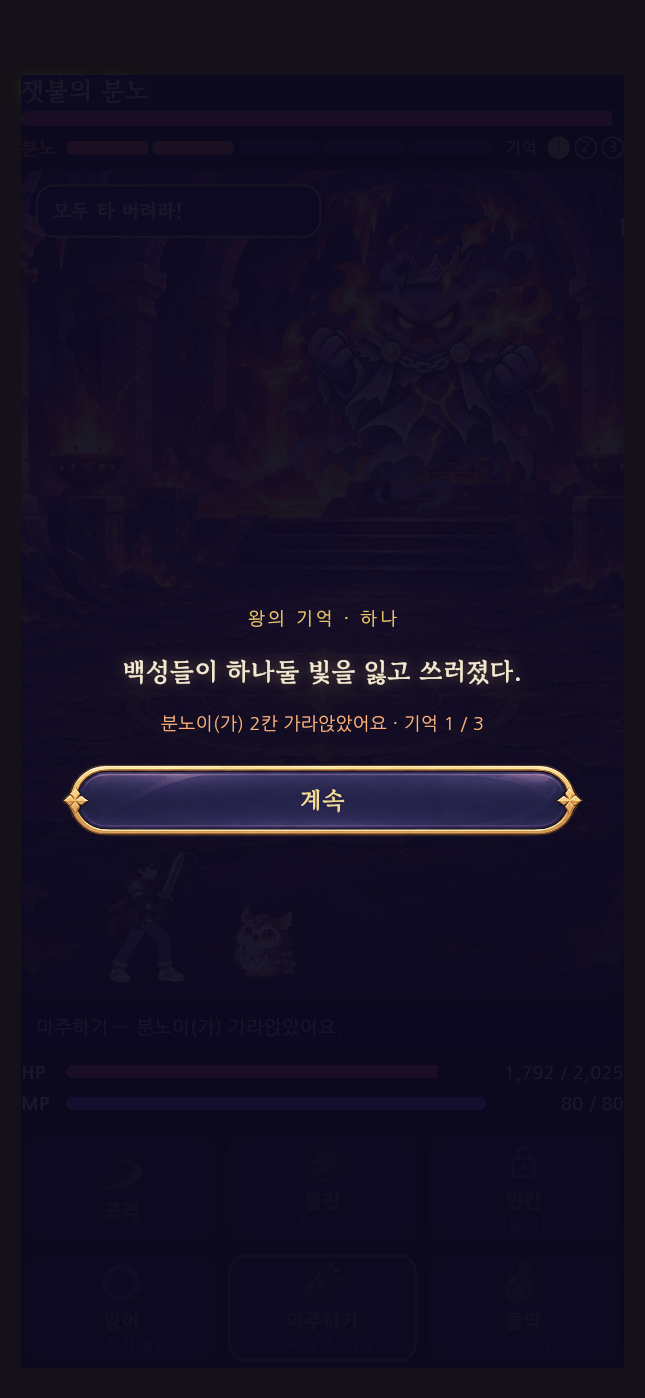 잿불의 분노
분노 기억 1 2 3
모두 타 버려라!
왕의 기억 · 하나
백성들이 하나둘 빛을 잃고 쓰러졌다.
분노이(가) 2칸 가라앉았어요 · 기억 1 / 3
계속
마주하기 — 분노이(가) 가라앉았어요.
HP 1,792 / 2,025
MP 80 / 80
공격 돌진 빈칸
방어 마주하기 물약